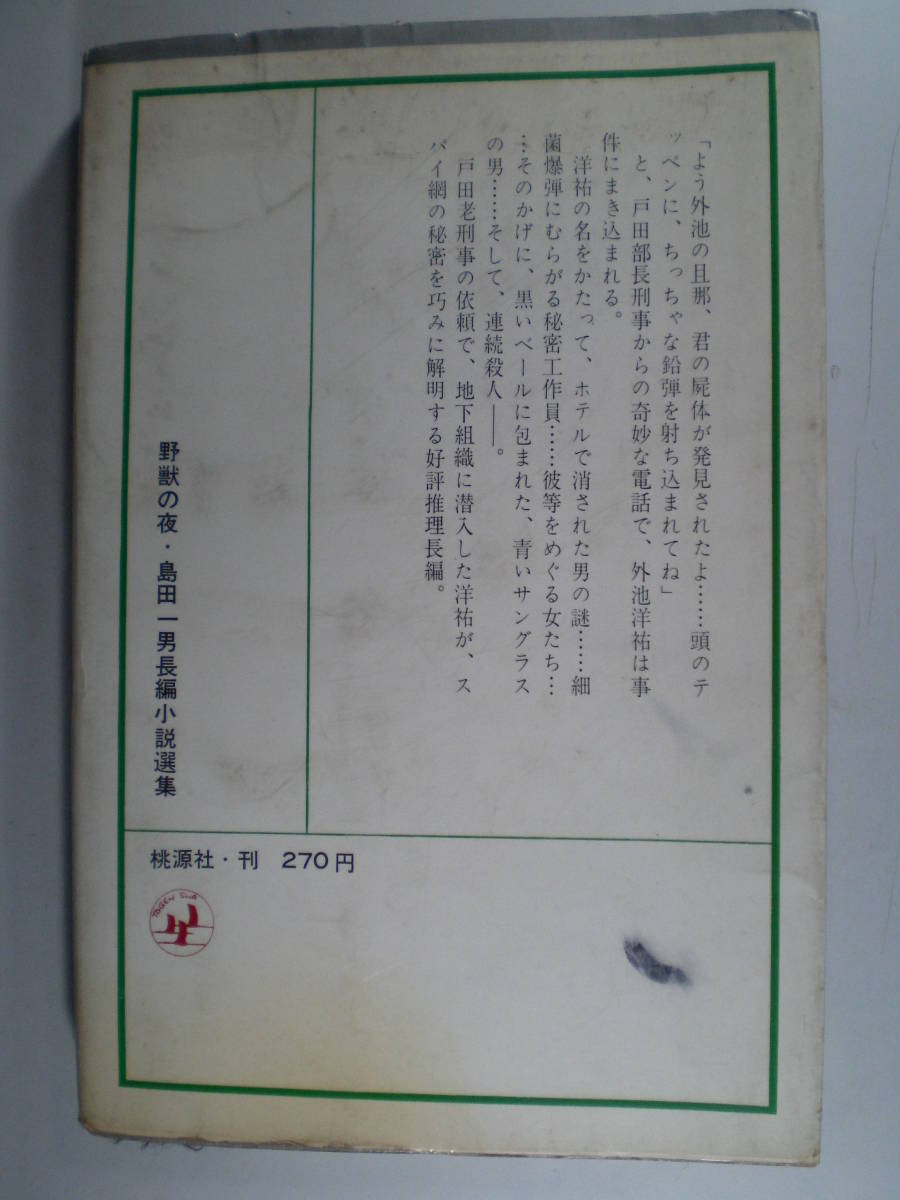 「よう外池の旦那、君の屍体が発見されたよ……頭のテ
ッペンに、ちっちゃな鉛弾を射ち込まれてね」
と、戸田部長刑事からの奇妙な電話で、外池洋祐は事
件にまき込まれる。
洋祐の名をかたって、ホテルで消された男の謎……細
菌爆弾にむらがる秘密工作員……彼等をめぐる女たち…
…そのかげに、黒いベールに包まれた、青いサングラス
の男……そして、連続殺人――。
戸田老刑事の依頼で、地下組織に潜入した洋祐が、ス
パイ網の秘密を巧みに解明する好評推理長編。
野獣の夜・島田一男長編小説選集
桃源社・刊 270円
TOGEN SHA